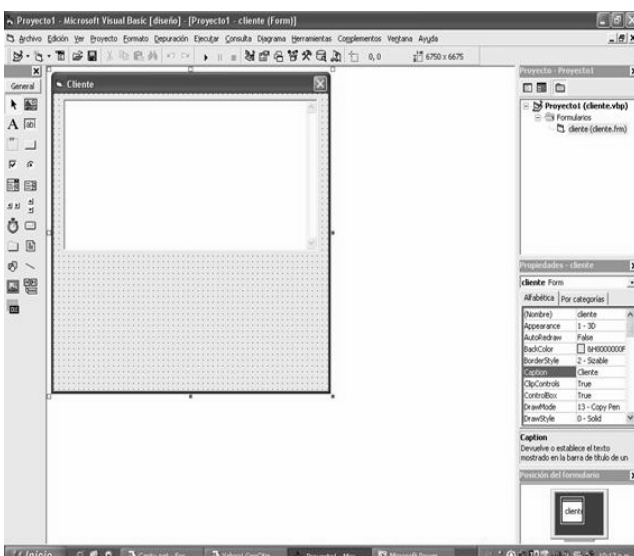 Proyecto1 - Microsoft Visual Basic [diseño] - [Proyecto1 - cliente (Form)]
Archivo Edición Ver Proyecto Formato Depuración Ejecutar Consulta Diagrama Herramientas Complementos Ventana Ayuda
0,0 6750 x 6675
General
Cliente
Proyecto - Proyecto1
Proyecto1 (cliente.vbp)
Formularios
cliente (cliente.frm)
Propiedades - cliente
cliente Form
Alfabética Por categorías
(Nombre) cliente
Appearance 1 - 3D
AutoRedraw False
BackColor &H8000000F
BorderStyle 2 - Sizable
Caption Cliente
ClipControls True
ControlBox True
DrawMode 13 - Copy Pen
DrawStyle 0 - Solid
Caption
Devuelve o establece el texto
mostrado en la barra de título de un
Posición del formulario
client
Inicio